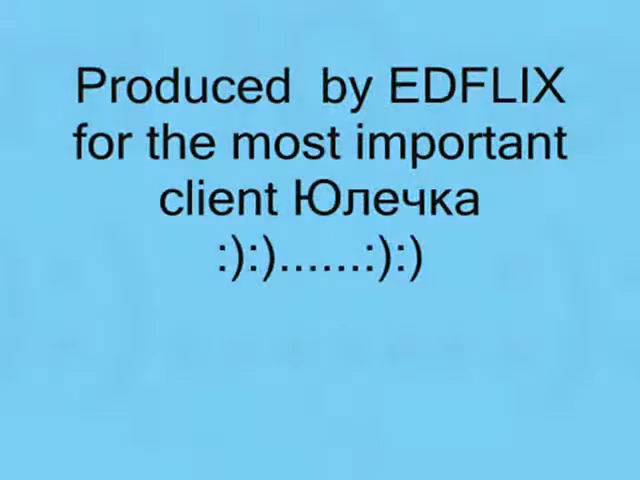 Produced  by EDFLIX
for the most important
client Юлечка
:):)......:):)